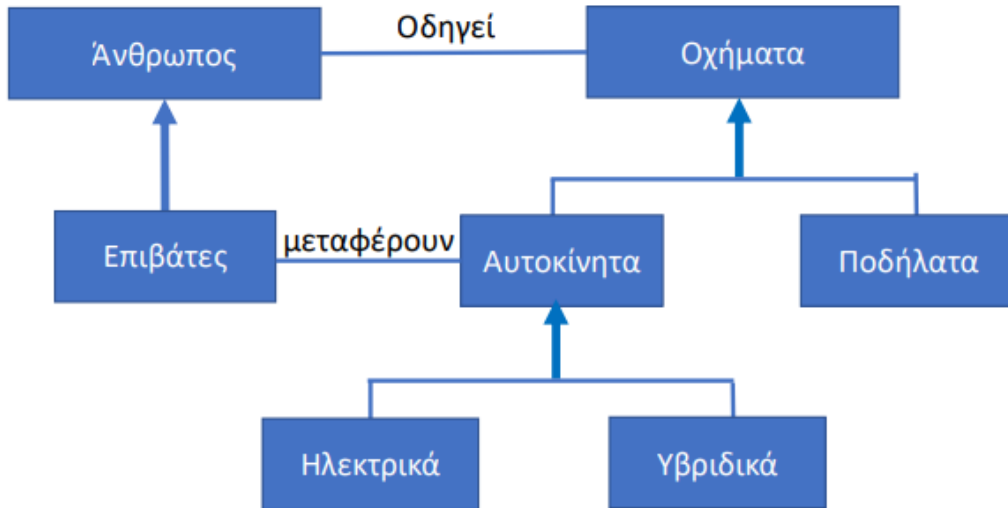 Άνθρωπος
Οδηγεί
Οχήματα
Επιβάτες
μεταφέρουν
Αυτοκίνητα
Ποδήλατα
Ηλεκτρικά
Υβριδικά